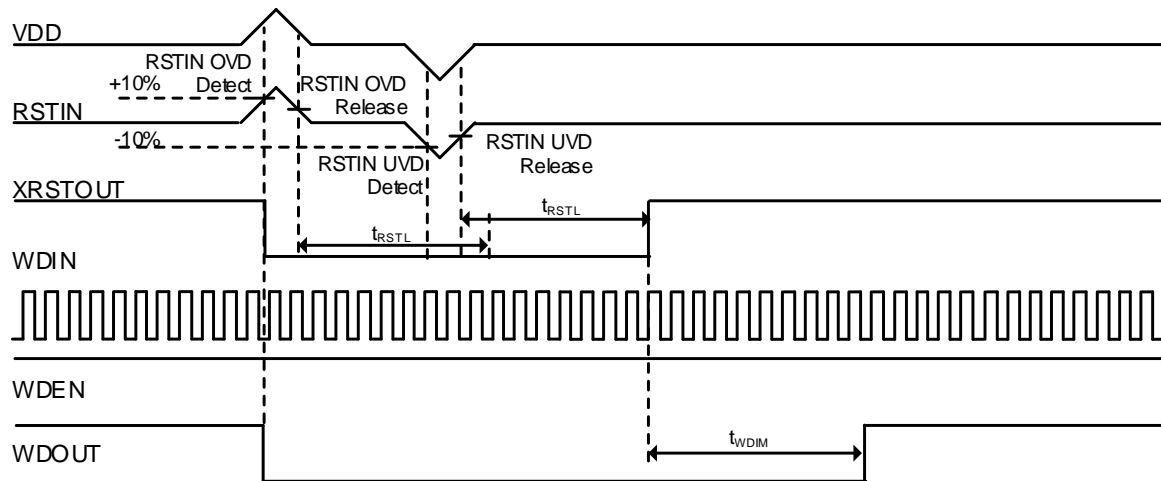 VDD
RSTIN OVD
Detect
+10%
RSTIN OVD
Release
RSTIN
-10%
RSTIN UVD
Detect
RSTIN UVD
Release
XRSTOUT
tRSTL
tRSTL
WDIN
WDEN
WDOUT
tWDIM